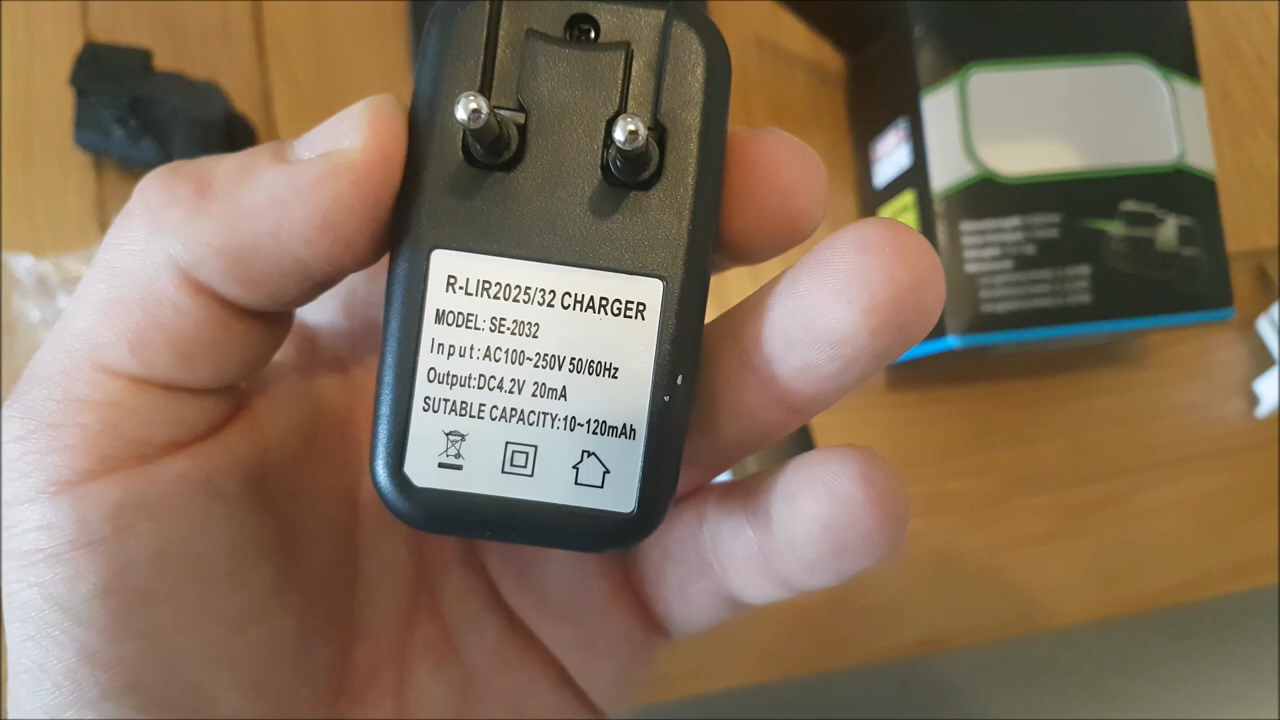 R-LIR2025/32 CHARGER
MODEL: SE-2032
Input:AC100~250V 50/60Hz
Output:DC4.2V 20mA
SUTABLE CAPACITY:10~120mAh